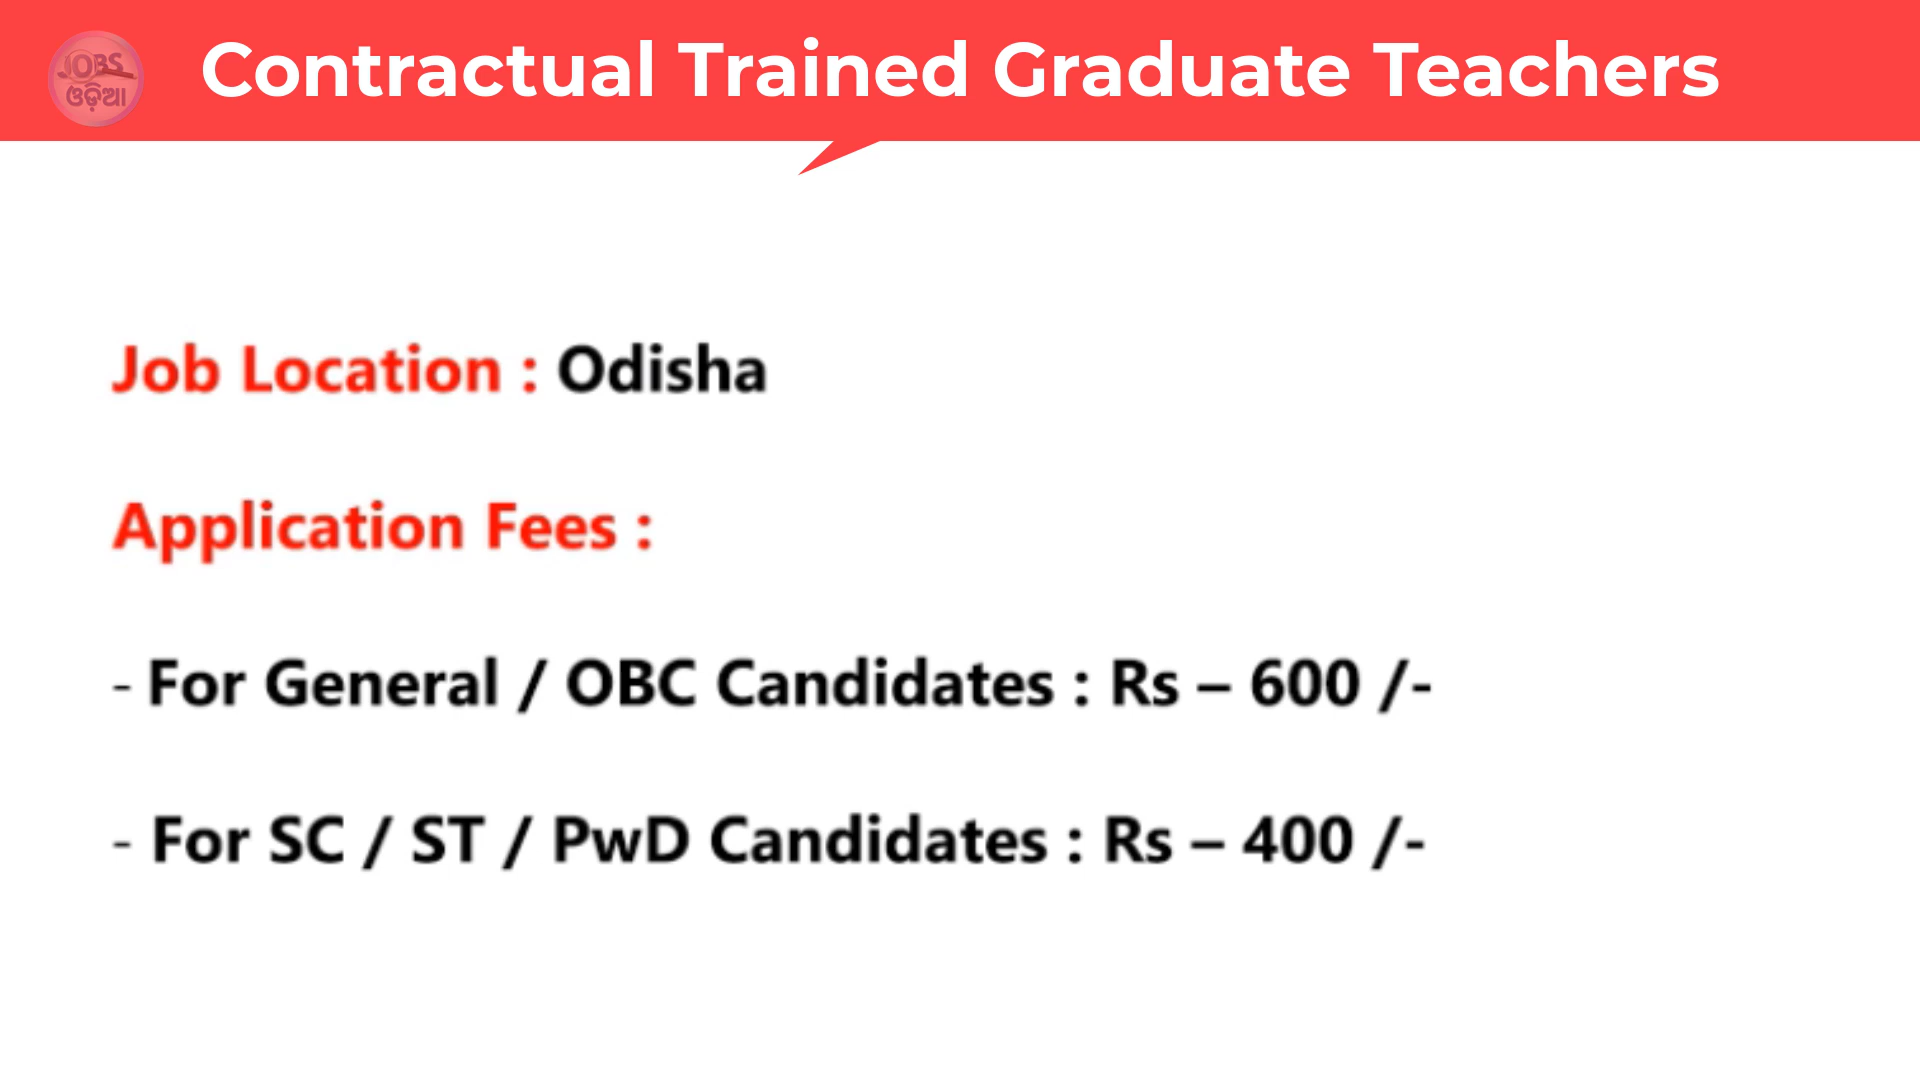 JOBS
ଓଡ଼ିଆ
Contractual Trained Graduate Teachers
Job Location : Odisha
Application Fees :
- For General / OBC Candidates : Rs – 600 /-
- For SC / ST / PwD Candidates : Rs – 400 /-